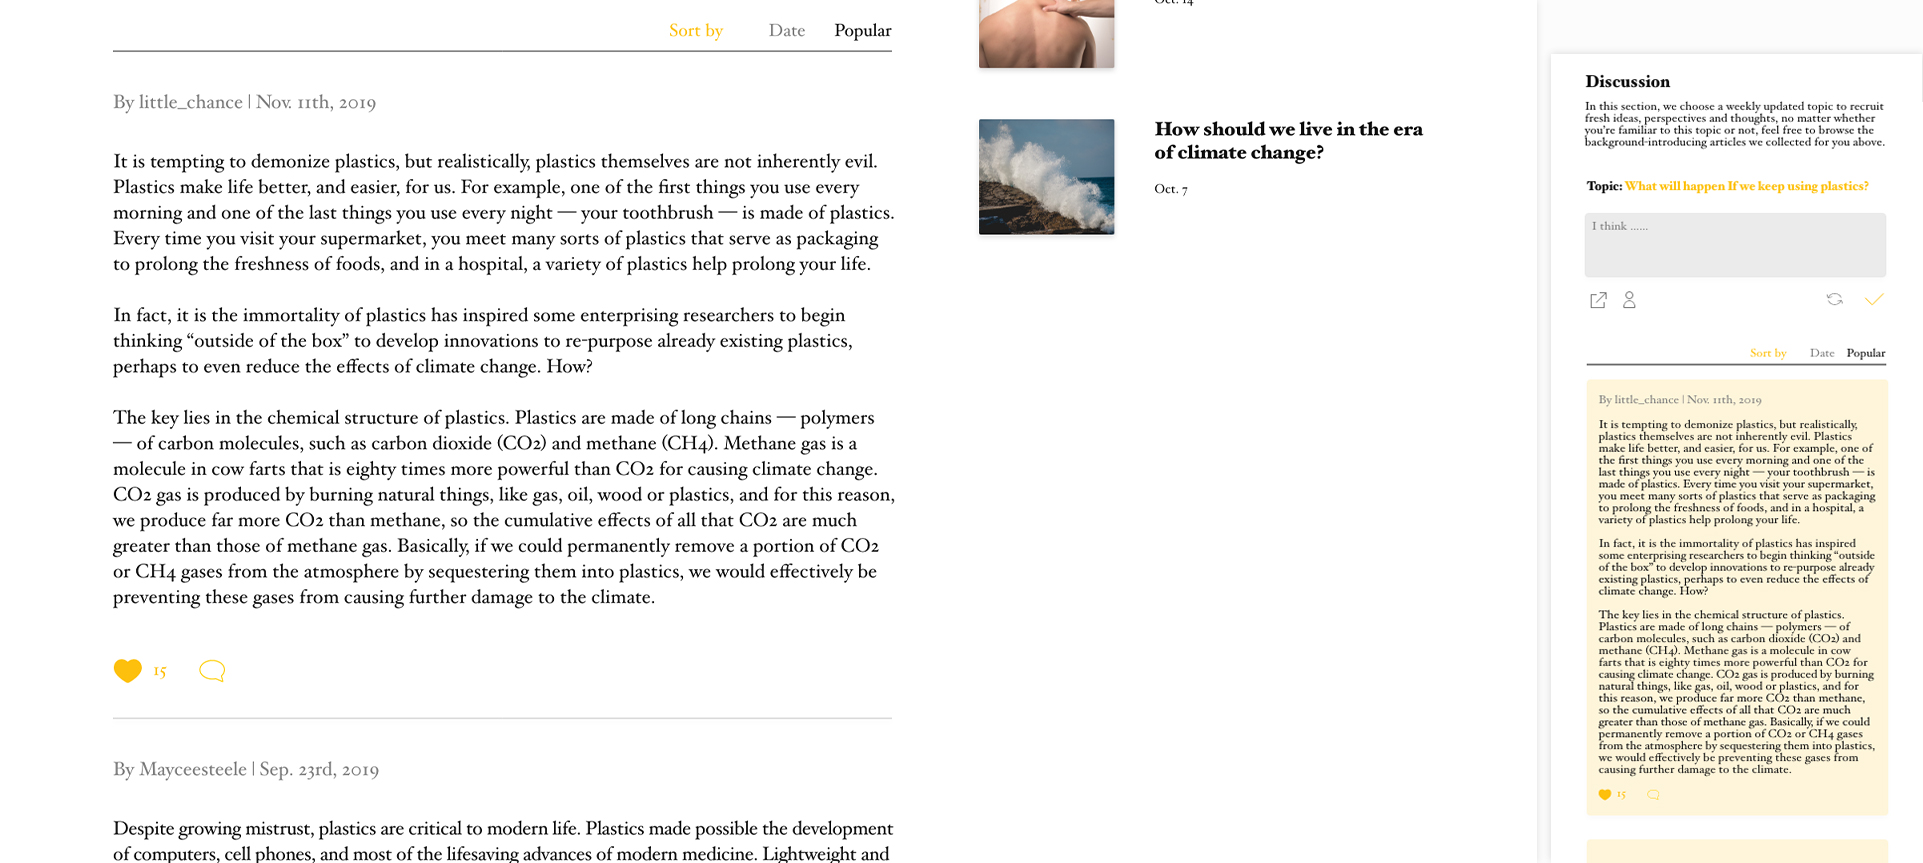 Sort by Date Popular
By little_chance | Nov. 11th, 2019
It is tempting to demonize plastics, but realistically, plastics themselves are not inherently evil.
Plastics make life better, and easier, for us. For example, one of the first things you use every
morning and one of the last things you use every night — your toothbrush — is made of plastics.
Every time you visit your supermarket, you meet many sorts of plastics that serve as packaging
to prolong the freshness of foods, and in a hospital, a variety of plastics help prolong your life.
In fact, it is the immortality of plastics has inspired some enterprising researchers to begin
thinking “outside of the box” to develop innovations to re-purpose already existing plastics,
perhaps to even reduce the effects of climate change. How?
The key lies in the chemical structure of plastics. Plastics are made of long chains — polymers
— of carbon molecules, such as carbon dioxide (CO2) and methane (CH4). Methane gas is a
molecule in cow farts that is eighty times more powerful than CO2 for causing climate change.
CO2 gas is produced by burning natural things, like gas, oil, wood or plastics, and for this reason,
we produce far more CO2 than methane, so the cumulative effects of all that CO2 are much
greater than those of methane gas. Basically, if we could permanently remove a portion of CO2
or CH4 gases from the atmosphere by sequestering them into plastics, we would effectively be
preventing these gases from causing further damage to the climate.
15
By Mayceesteele | Sep. 23rd, 2019
Despite growing mistrust, plastics are critical to modern life. Plastics made possible the development
of computers, cell phones, and most of the lifesaving advances of modern medicine. Lightweight and
Oct. 14
How should we live in the era
of climate change?
Oct. 7
Discussion
In this section, we choose a weekly updated topic to recruit
fresh ideas, perspectives and thoughts, no matter whether
you're familiar to this topic or not, feel free to browse the
background-introducing articles we collected for you above.
Topic: What will happen If we keep using plastics?
I think ......
Sort by Date Popular
By little_chance | Nov. 11th, 2019
It is tempting to demonize plastics, but realistically,
plastics themselves are not inherently evil. Plastics
make life better, and easier, for us. For example, one of
the first things you use every morning and one of the
last things you use every night — your toothbrush — is
made of plastics. Every time you visit your supermarket,
you meet many sorts of plastics that serve as packaging
to prolong the freshness of foods, and in a hospital, a
variety of plastics help prolong your life.
In fact, it is the immortality of plastics has inspired
some enterprising researchers to begin thinking “outside
of the box” to develop innovations to re-purpose already
existing plastics, perhaps to even reduce the effects of
climate change. How?
The key lies in the chemical structure of plastics.
Plastics are made of long chains — polymers — of
carbon molecules, such as carbon dioxide (CO2) and
methane (CH4). Methane gas is a molecule in cow
farts that is eighty times more powerful than CO2 for
causing climate change. CO2 gas is produced by burning
natural things, like gas, oil, wood or plastics, and for
this reason, we produce far more CO2 than methane,
so the cumulative effects of all that CO2 are much
greater than those of methane gas. Basically, if we could
permanently remove a portion of CO2 or CH4 gases
from the atmosphere by sequestering them into plastics,
we would effectively be preventing these gases from
causing further damage to the climate.
15